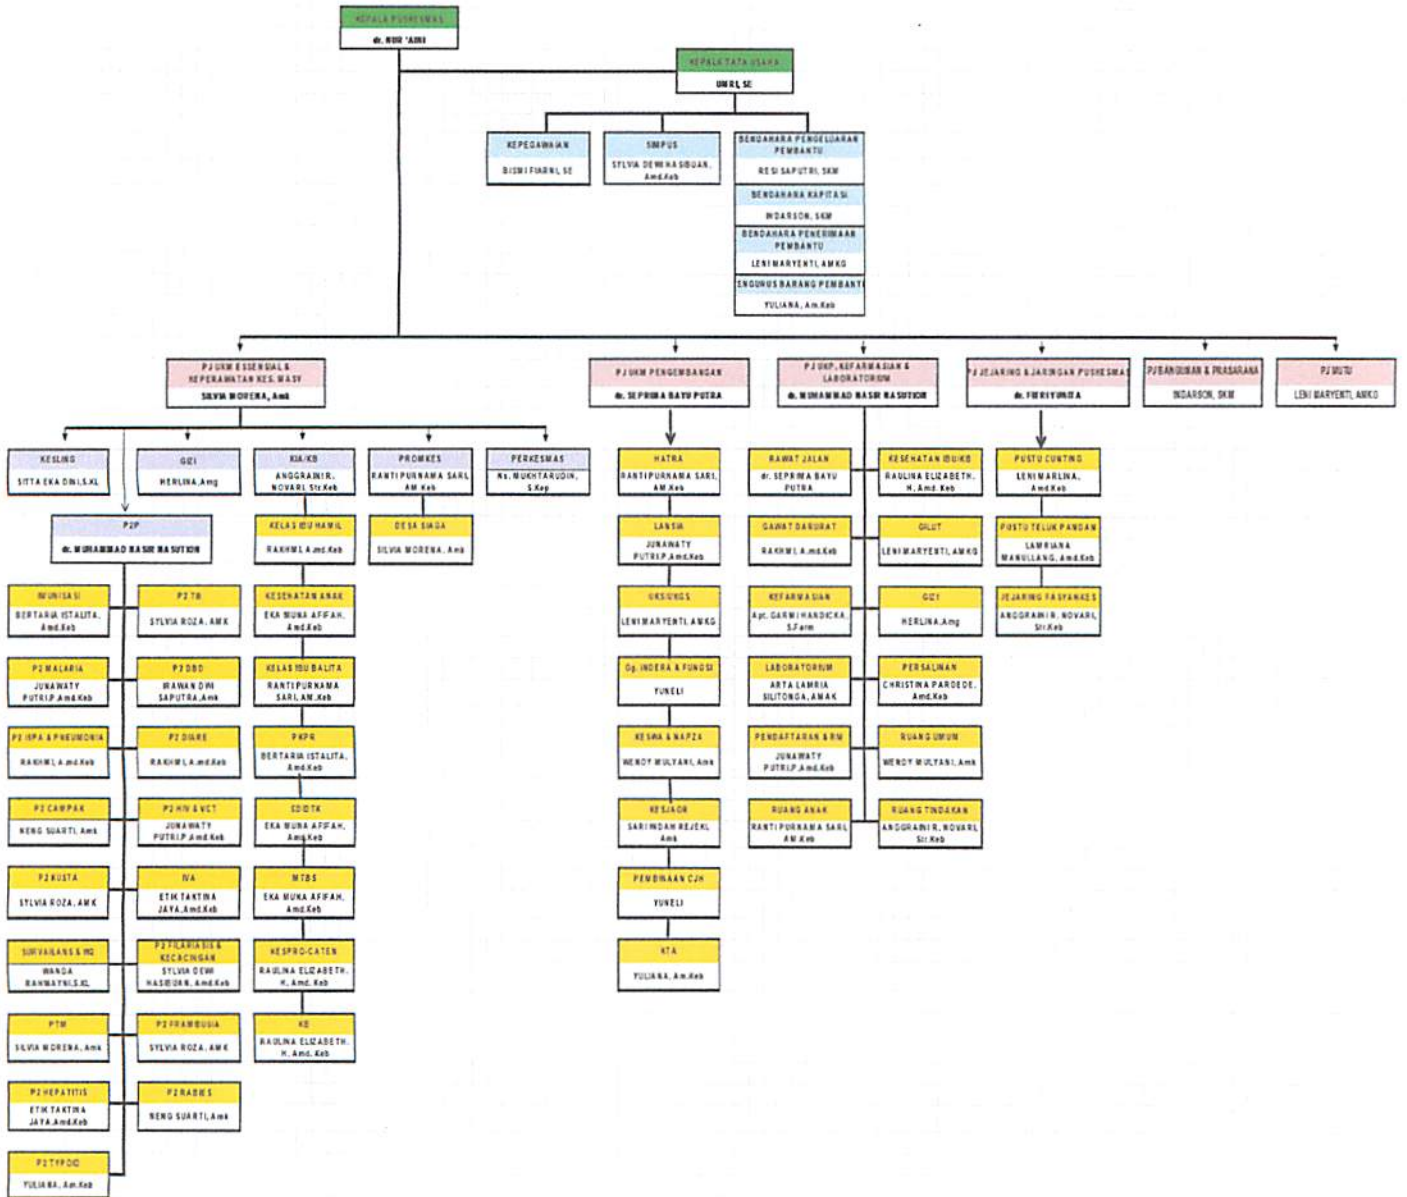 KEPALA PUSKESMAS
dr. NUR 'AINI
KEPALA TATA USAHA
UMRI, SE
KEPEGAWAIAN
BISMI FIARNI, SE
SIMPUS
SYLVIA DEWI HASIBUAN,
Amd.Keb
BENDAHARA PENGELUARAN
PEMBANTU
RESI SAPUTRI, SKM
BENDAHARA KAPITASI
INDARSON, SKM
BENDAHARA PENERIMAAN
PEMBANTU
LENI MARYENTI, AMKG
ENGURUS BARANG PEMBANTU
YULIANA, Am.Keb
PJ UKM ESSENSIAL &
KEPERAWATAN KES. MASY
SILVIA MORENA, Amk
PJ UKM PENGEMBANGAN
dr. SEPRIMA BAYU PUTRA
PJ UKP, KEFARMASIAN &
LABORATORIUM
dr. MUHAMMAD NASIR NASUTION
PJ JEJARING & JARINGAN PUSKESMAS
dr. FITRI YUNITA
PJ BANGUNAN & PRASARANA
INDARSON, SKM
PJ MUTU
LENI MARYENTI, AMKG
KESLING
SITTA EKA DINI, S.KL
GIZI
HERLINA, Amg
KIA/KB
ANGGRAINI R.
NOVARI, Str.Keb
PROMKES
RANTI PURNAMA SARI,
AM.Keb
PERKESMAS
Ns. MUKHTARUDIN,
S.Kep
P2P
dr. MUHAMMAD NASIR NASUTION
KELAS IBU HAMIL
RAKHMI, A.md.Keb
DESA SIAGA
SILVIA MORENA, Amk
IMUNISASI
BERTARIA ISTALITA,
Amd.Keb
P2 TB
SYLVIA ROZA, AMK
P2 MALARIA
JUNAWATY
PUTRI.P, Amd.Keb
P2 DBD
IRAWAN DWI
SAPUTRA, Amk
P2 ISPA & PNEUMONIA
RAKHMI, A.md.Keb
P2 DIARE
RAKHMI, A.md.Keb
P2 CAMPAK
NENG SUARTI, Amk
P2 HIV & VCT
JUNAWATY
PUTRI.P, Amd.Keb
P2 KUSTA
SYLVIA ROZA, AMK
IVA
ETIK TAKTINA
JAYA, Amd.Keb
SURVAILANS & W2
WANDA
RAHMAYNI, S.KL
P2 FILARIASIS &
KECACINGAN
SYLVIA DEWI
HASIBUAN, Amd.Keb
PTM
SILVIA MORENA, Amk
P2 FRAMBUSIA
SYLVIA ROZA, AMK
P2 HEPATITIS
ETIK TAKTINA
JAYA, Amd.Keb
P2 RABIES
NENG SUARTI, Amk
P2 TYPOID
YULIANA, Am.Keb
KESEHATAN ANAK
EKA MUNA AFIFAH,
Amd.Keb
KELAS IBU BALITA
RANTI PURNAMA
SARI, AM.Keb
PKPR
BERTARIA ISTALITA,
Amd.Keb
SDIDTK
EKA MUNA AFIFAH,
Amd.Keb
MTBS
EKA MUNA AFIFAH,
Amd.Keb
KESPRO-CATEN
RAULINA ELIZABETH.
H, Amd. Keb
KB
RAULINA ELIZABETH.
H, Amd. Keb
HATRA
RANTI PURNAMA SARI,
AM.Keb
LANSIA
JUNAWATY
PUTRI.P, Amd.Keb
UKS/UKGS
LENI MARYENTI, AMKG
Gg. INDERA & FUNGSI
YUNELI
KESWA & NAPZA
WENDY MULYANI, Amk
KESJAOR
SARI INDAH REJEKI,
Amk
PEMBINAAN CJH
YUNELI
KTA
YULIANA, Am.Keb
RAWAT JALAN
dr. SEPRIMA BAYU
PUTRA
KESEHATAN IBU/KB
RAULINA ELIZABETH.
H, Amd. Keb
GAWAT DARURAT
RAKHMI, A.md.Keb
GILUT
LENI MARYENTI, AMKG
KEFARMASIAN
Apt. GARMI HANDICKA,
S.Farm
GIZI
HERLINA, Amg
LABORATORIUM
ARTA LAMRIA
SILITONGA, AMAK
PERSALINAN
CHRISTINA PARDEDE,
Amd.Keb
PENDAFTARAN & RM
JUNAWATY
PUTRI.P, Amd.Keb
RUANG UMUM
WENDY MULYANI, Amk
RUANG ANAK
RANTI PURNAMA SARI,
AM.Keb
RUANG TINDAKAN
ANGGRAINI R. NOVARI,
Str.Keb
PUSTU CUNTING
LENI MARLINA,
Amd.Keb
PUSTU TELUK PANDAN
LAMRIANA
MANULLANG, Amd.Keb
JEJARING FASYANKES
ANGGRAINI R. NOVARI,
Str.Keb